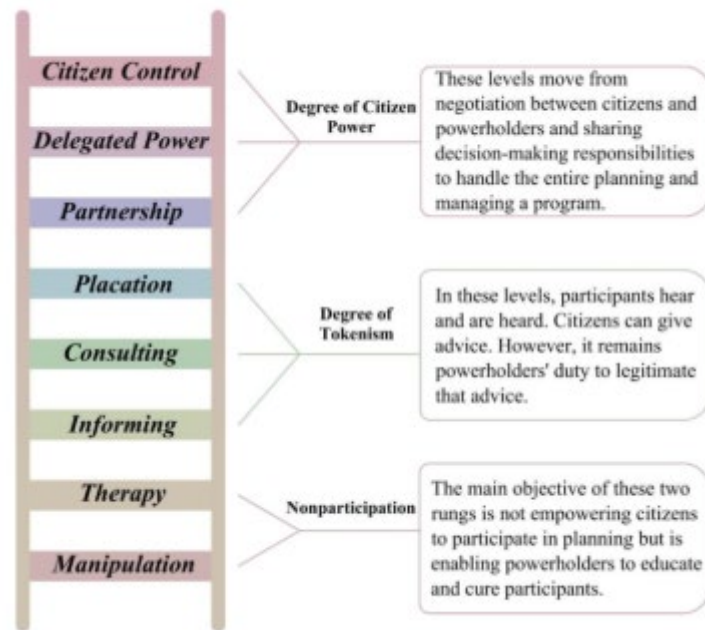 Citizen Control
Delegated Power
Partnership
Degree of Citizen
Power
These levels move from
negotiation between citizens and
powerholders and sharing
decision-making responsibilities
to handle the entire planning and
managing a program.
Placation
Consulting
Informing
Degree of
Tokenism
In these levels, participants hear
and are heard. Citizens can give
advice. However, it remains
powerholders' duty to legitimate
that advice.
Therapy
Manipulation
Nonparticipation
The main objective of these two
rungs is not empowering citizens
to participate in planning but is
enabling powerholders to educate
and cure participants.